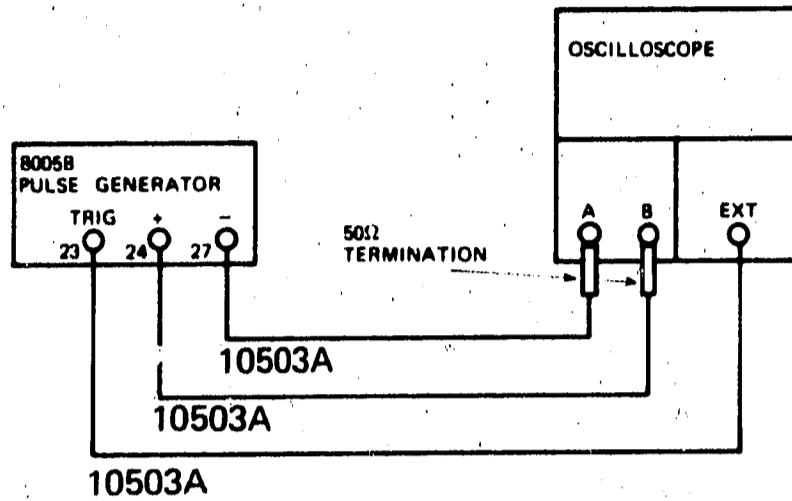 OSCILLOSCOPE
8005B
PULSE GENERATOR
TRIG + -
23 24 27
A B EXT
50Ω
TERMINATION
10503A
10503A
10503A